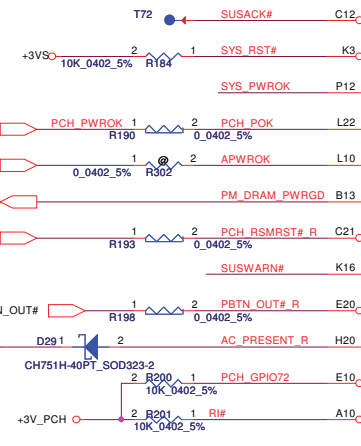 T72 SUSACK# C12
+3VS 2 1 SYS_RST# K3
10K_0402_5% R184
SYS_PWROK P12
PCH_PWROK 1 2 PCH_POK L22
R190 0_0402_5%
1 @ 2 APWROK L10
0_0402_5% R302
PM_DRAM_PWRGD B13
1 2 PCH_RSMRST#_R C21
R193 0_0402_5%
SUSWARN# K16
N_OUT# 1 2 PBTN_OUT#_R E20
R198 0_0402_5%
D29 1 2 AC_PRESENT_R H20
CH751H-40PT_SOD323-2
2 R200 1 PCH_GPIO72 E10
10K_0402_5%
+3V_PCH 2 R201 1 RI# A10
10K_0402_5%